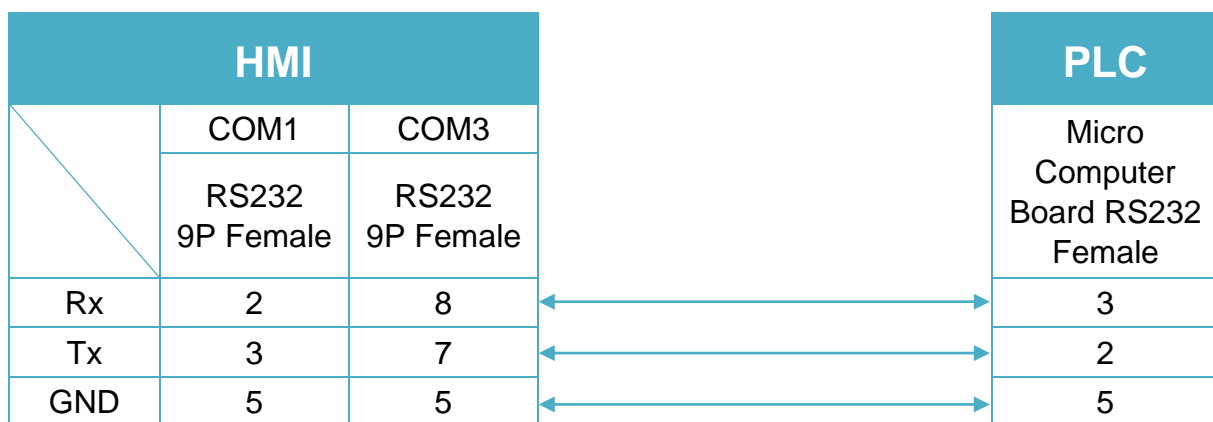 HMI PLC
COM1 COM3
RS232
9P Female
RS232
9P Female
Micro
Computer
Board RS232
Female
Rx 2 8 3
Tx 3 7 2
GND 5 5 5